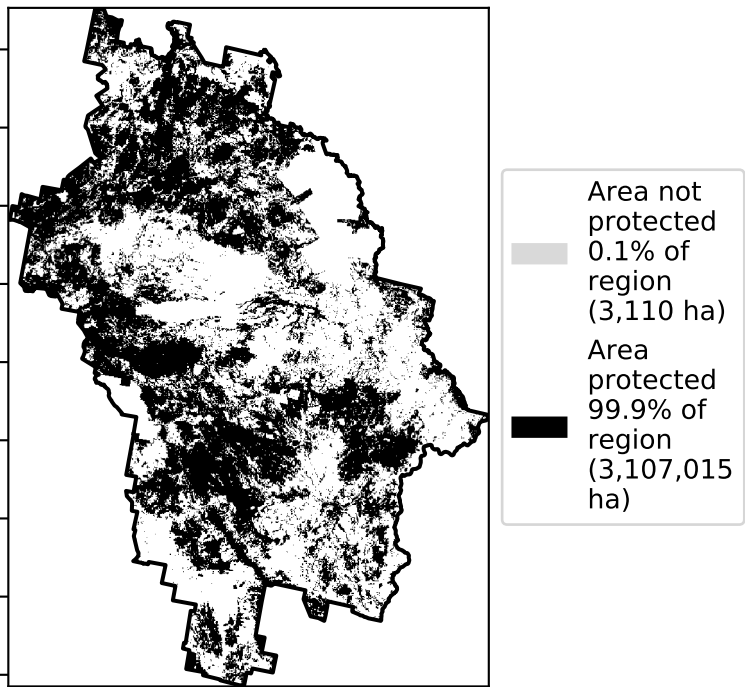 Area not
protected
0.1% of
region
(3,110 ha)
Area
protected
99.9% of
region
(3,107,015
ha)